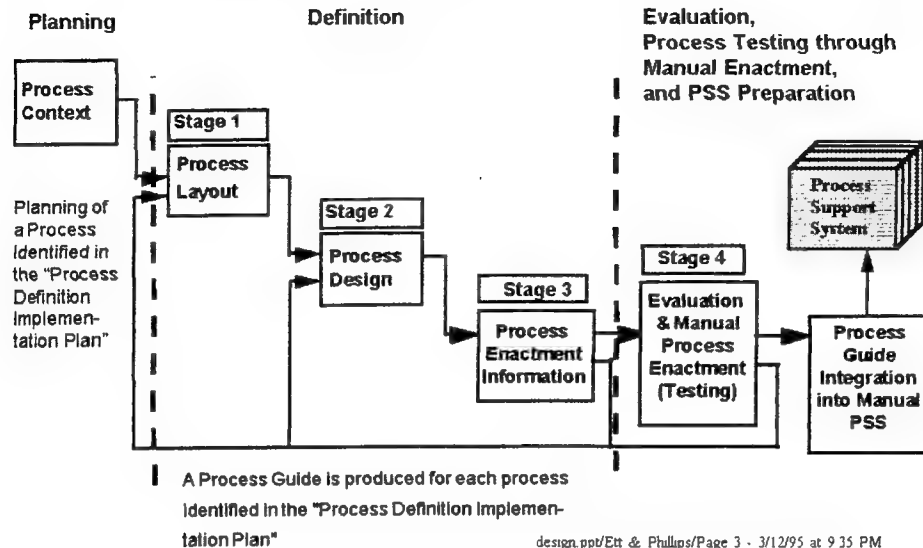 Planning
Definition
Evaluation,
Process Testing through
Manual Enactment,
and PSS Preparation
Process
Context
Stage 1
Process
Layout
Planning of
a Process
Identified in
the "Process
Definition
Implemen-
tation Plan"
Stage 2
Process
Design
Stage 3
Process
Enactment
Information
Stage 4
Evaluation
& Manual
Process
Enactment
(Testing)
Process
Support
System
Process
Guide
Integration
into Manual
PSS
A Process Guide is produced for each process
Identified in the "Process Definition Implemen-
tation Plan"
design.ppt/Ett & Phillips/Page 3 - 3/12/95 at 9 35 PM